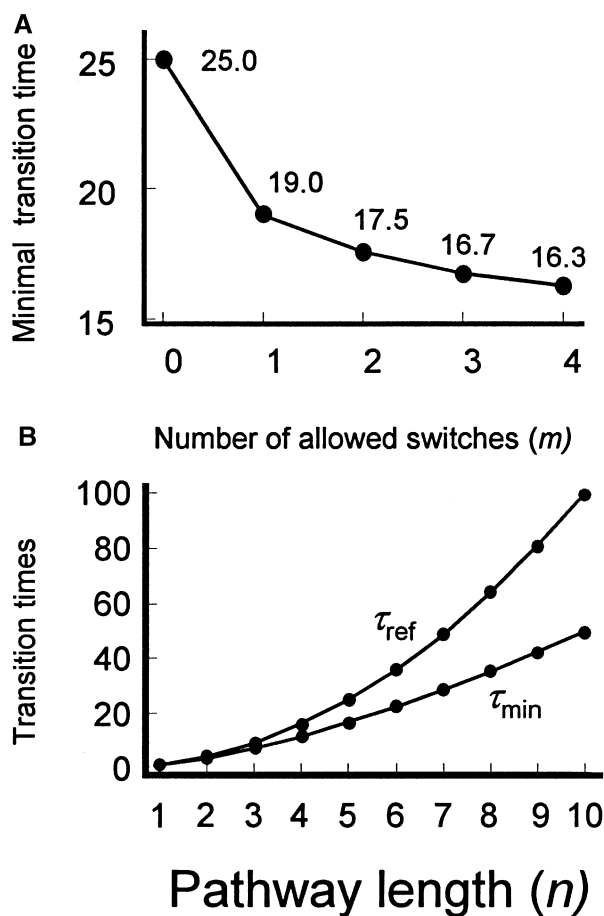 A
Minimal transition time
25
20
15
25.0
19.0
17.5
16.7
16.3
0 1 2 3 4
Number of allowed switches (m)
B
Transition times
100
80
60
40
20
0
τref
τmin
1 2 3 4 5 6 7 8 9 10
Pathway length (n)